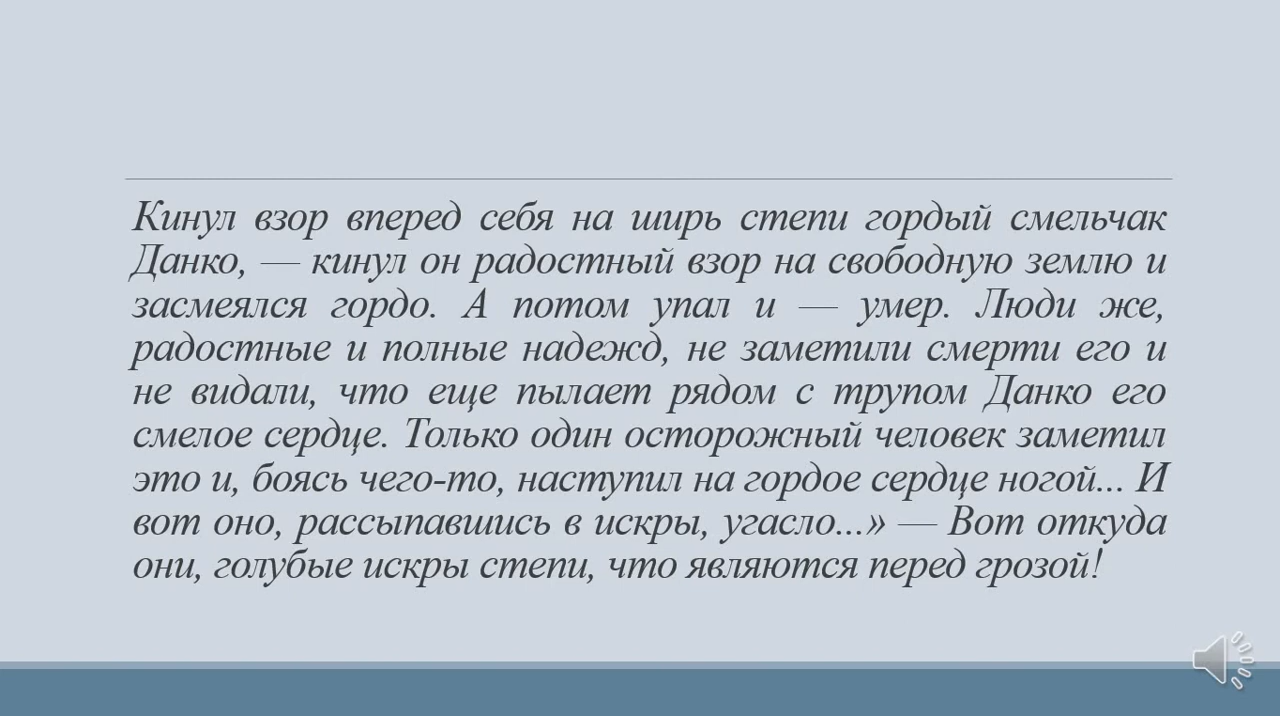 Кинул взор вперед себя на ширь степи гордый смельчак
Данко, — кинул он радостный взор на свободную землю и
засмеялся гордо. А потом упал и — умер. Люди же,
радостные и полные надежд, не заметили смерти его и
не видали, что еще пылает рядом с трупом Данко его
смелое сердце. Только один осторожный человек заметил
это и, боясь чего-то, наступил на гордое сердце ногой... И
вот оно, рассыпавшись в искры, угасло...» — Вот откуда
они, голубые искры степи, что являются перед грозой!